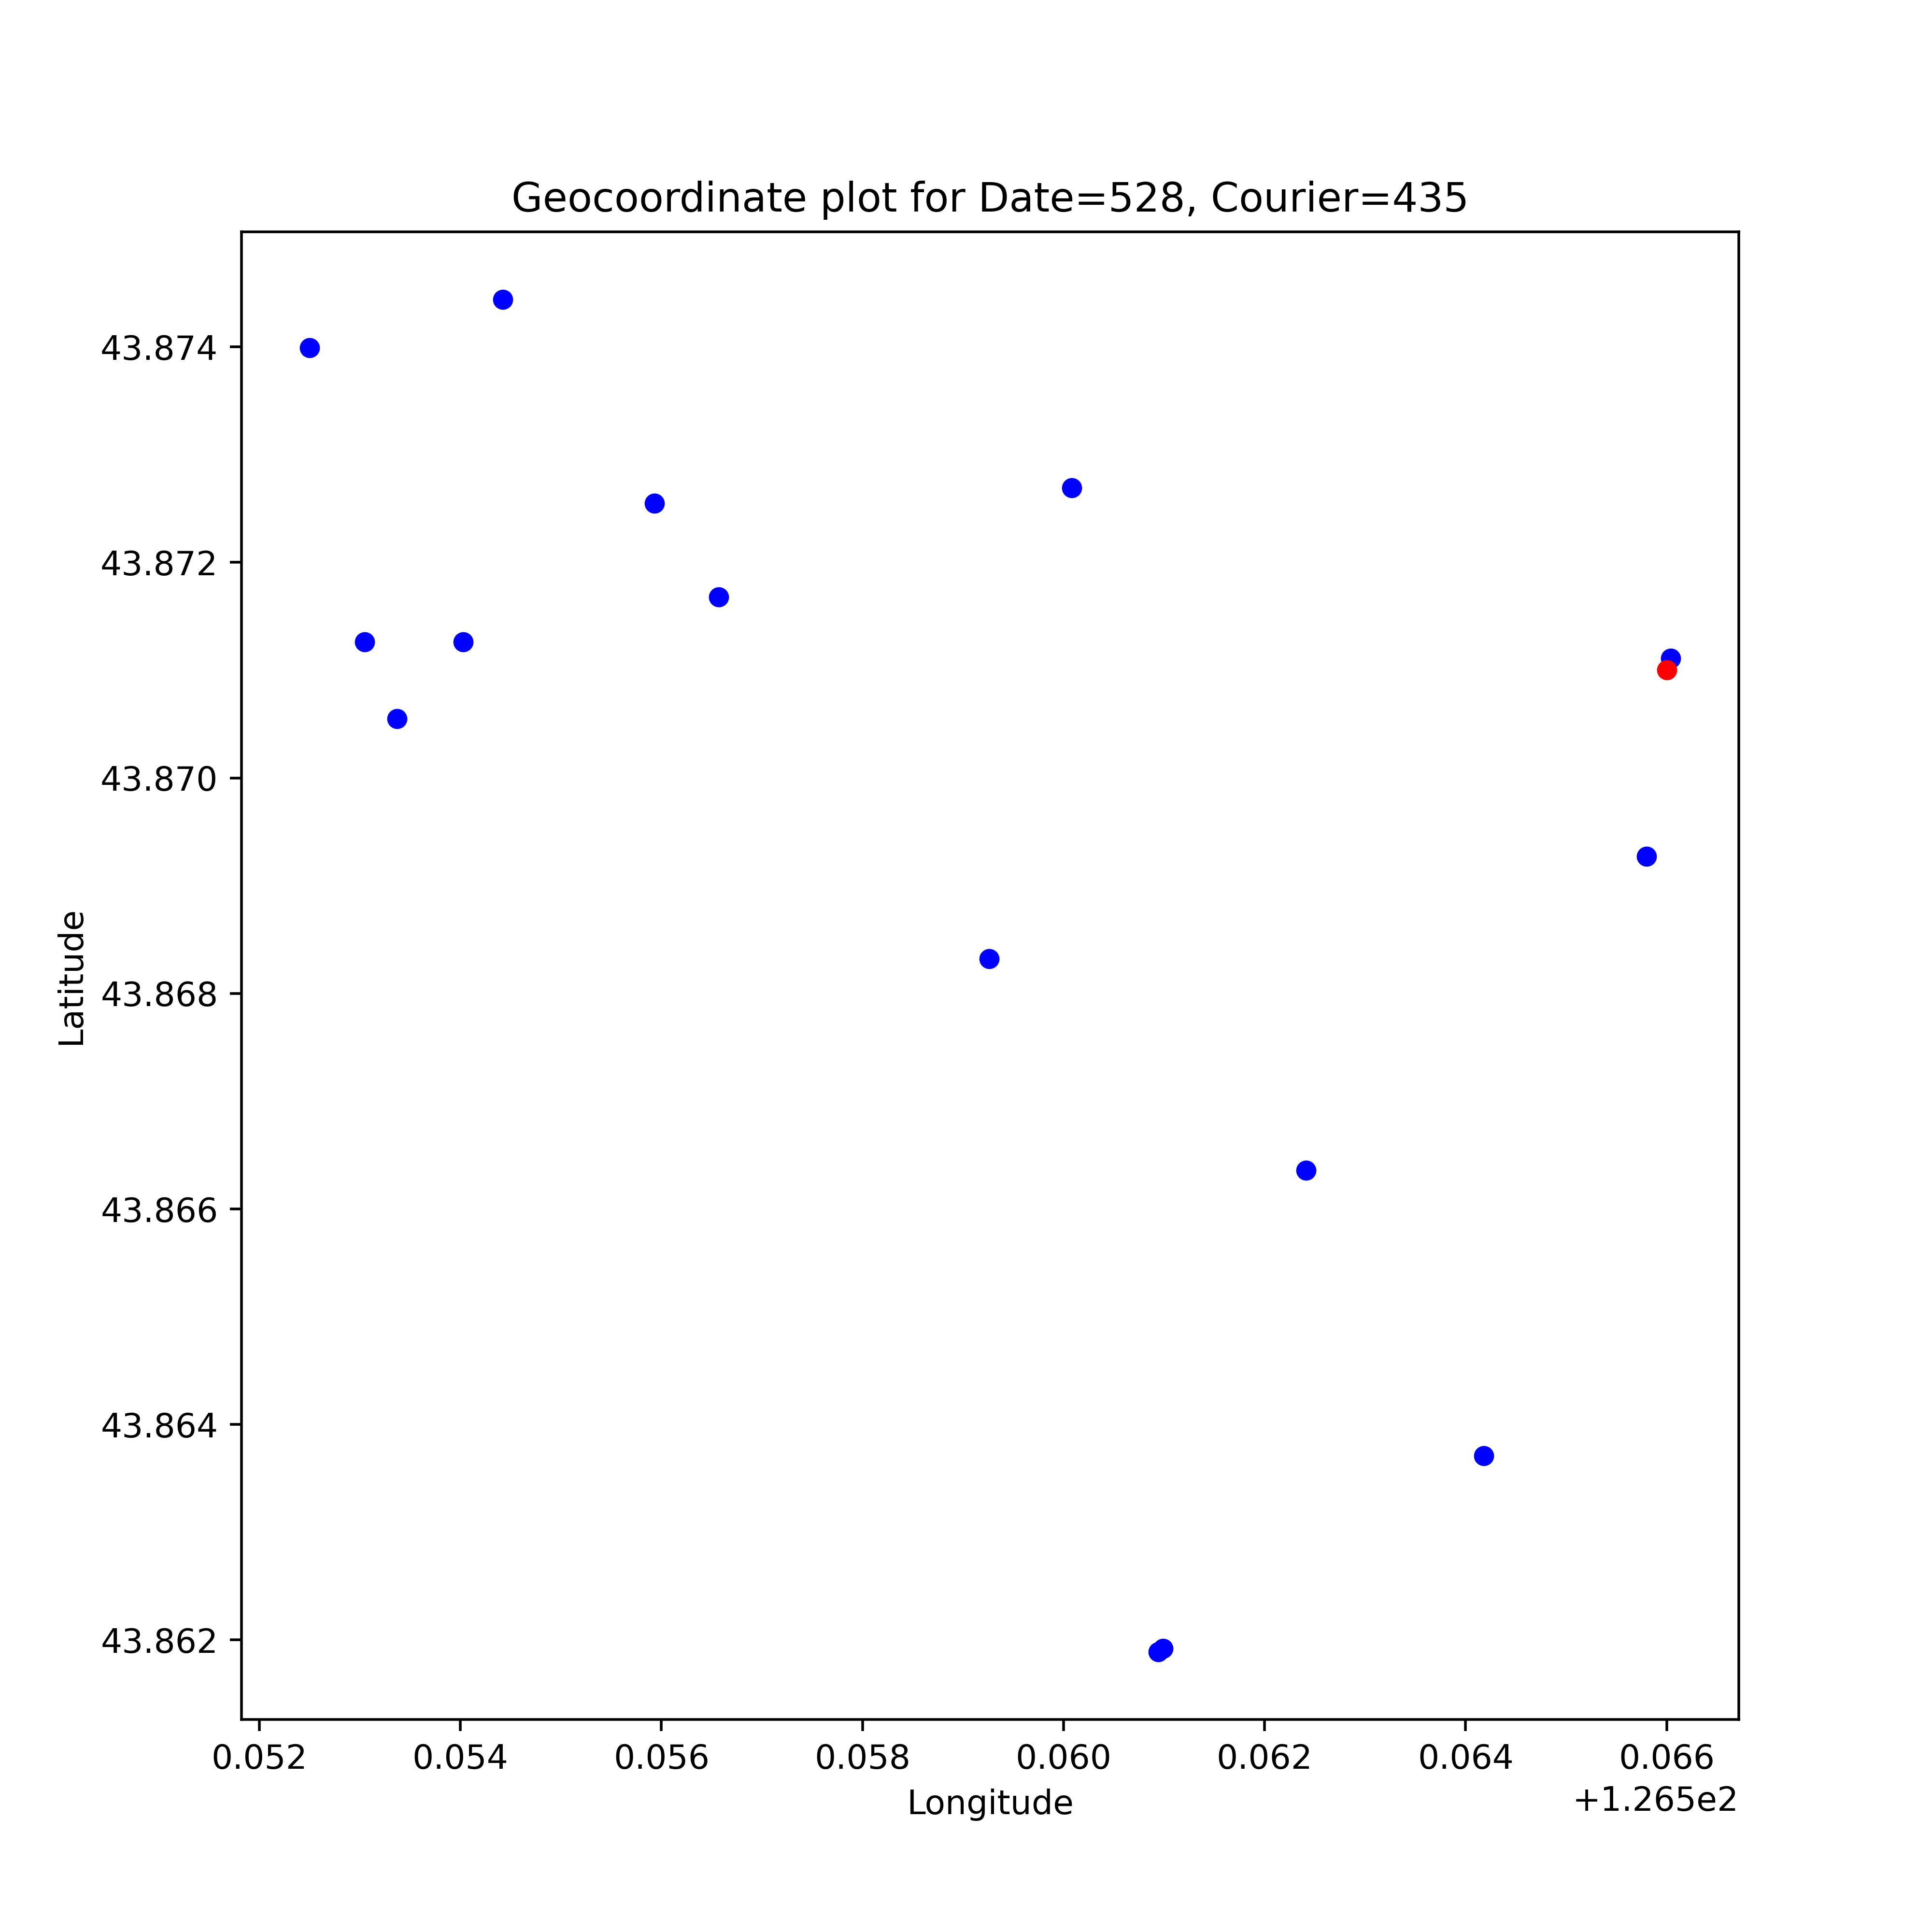 Geocoordinate plot for Date=528, Courier=435
43.874
43.872
43.870
43.868
43.866
43.864
43.862
Latitude
0.052 0.054 0.056 0.058 0.060 0.062 0.064 0.066
+1.265e2
Longitude